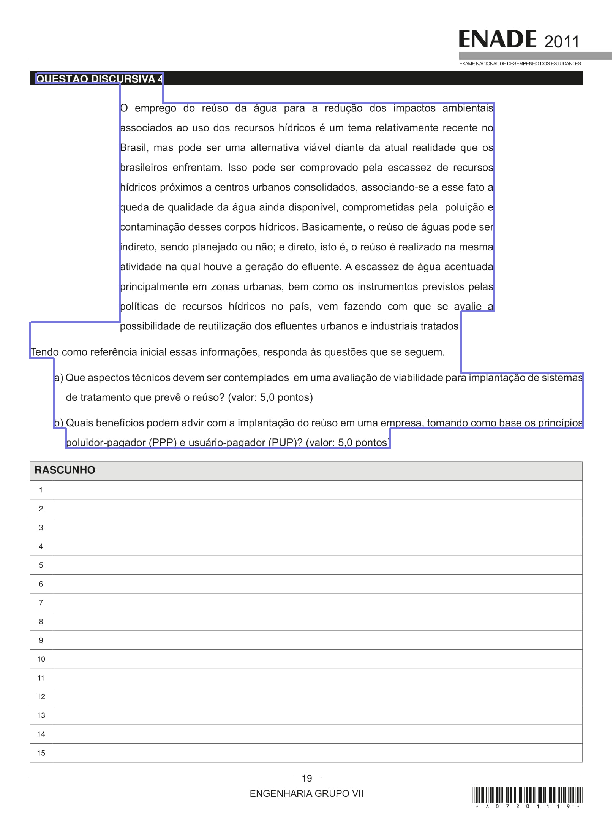 ENADE 2011
EXAME NACIONAL DE DESEMPENHO DOS ESTUDANTES
QUESTÃO DISCURSIVA 4
O emprego do reúso da água para a redução dos impactos ambientais
associados ao uso dos recursos hídricos é um tema relativamente recente no
Brasil, mas pode ser uma alternativa viável diante da atual realidade que os
brasileiros enfrentam. Isso pode ser comprovado pela escassez de recursos
hídricos próximos a centros urbanos consolidados, associando-se a esse fato a
queda de qualidade da água ainda disponível, comprometidas pela poluição e
contaminação desses corpos hídricos. Basicamente, o reúso de águas pode ser
indireto, sendo planejado ou não; e direto, isto é, o reúso é realizado na mesma
atividade na qual houve a geração do efluente. A escassez de água acentuada
principalmente em zonas urbanas, bem como os instrumentos previstos pelas
políticas de recursos hídricos no país, vem fazendo com que se avalie a
possibilidade de reutilização dos efluentes urbanos e industriais tratados.
Tendo como referência inicial essas informações, responda às questões que se seguem.
a) Que aspectos técnicos devem ser contemplados em uma avaliação de viabilidade para implantação de sistemas
de tratamento que prevê o reúso? (valor: 5,0 pontos)
b) Quais benefícios podem advir com a implantação do reúso em uma empresa, tomando como base os princípios
poluidor-pagador (PPP) e usuário-pagador (PUP)? (valor: 5,0 pontos)
RASCUNHO
1
2
3
4
5
6
7
8
9
10
11
12
13
14
15
19
ENGENHARIA GRUPO VII